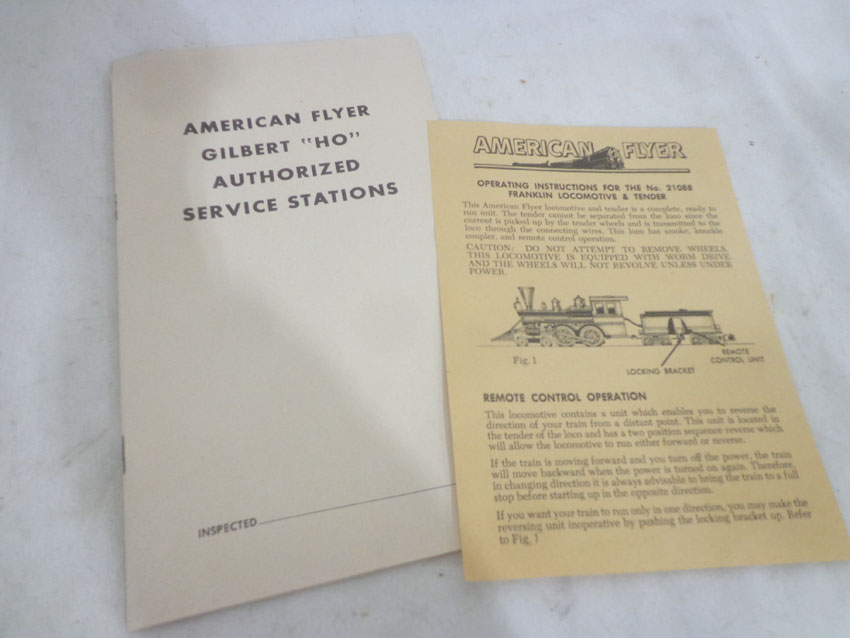 AMERICAN FLYER
GILBERT "HO"
AUTHORIZED
SERVICE STATIONS
INSPECTED
AMERICAN FLYER
OPERATING INSTRUCTIONS FOR THE No. 21088
FRANKLIN LOCOMOTIVE & TENDER
This American Flyer locomotive and tender is a complete, ready to
run unit. The tender cannot be separated from the loco since the
current is picked up by the tender wheels and is transmitted to the
loco through the connecting wires. This loco has smoke, knuckle
coupler, and remote control operation.
CAUTION: DO NOT ATTEMPT TO REMOVE WHEELS.
THIS LOCOMOTIVE IS EQUIPPED WITH WORM DRIVE
AND THE WHEELS WILL NOT REVOLVE UNLESS UNDER
POWER.
Fig. 1
REMOTE
CONTROL UNIT
LOCKING BRACKET
REMOTE CONTROL OPERATION
This locomotive contains a unit which enables you to reverse the
direction of your train from a distant point. This unit is located in
the tender of the loco and has a two position sequence reverse which
will allow the locomotive to run either forward or reverse.
If the train is moving forward and you turn off the power, the train
will move backward when the power is turned on again. Therefore,
in changing direction it is always advisable to bring the train to a full
stop before starting up in the opposite direction.
If you want your train to run only in one direction, you may make the
reversing unit inoperative by pushing the locking bracket up. Refer
to Fig. 1